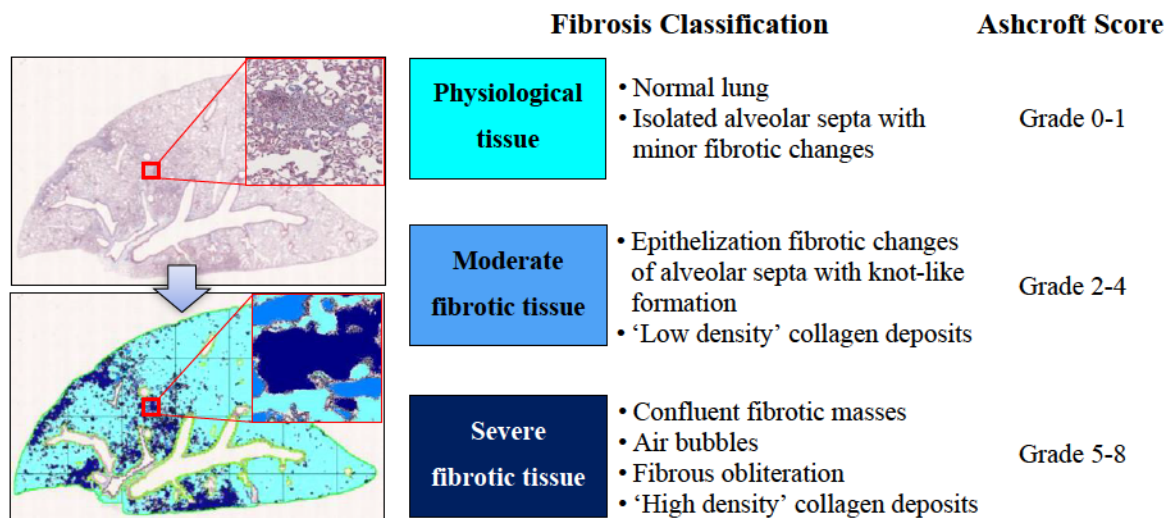 Fibrosis Classification
Ashcroft Score
Physiological
tissue
• Normal lung
• Isolated alveolar septa with
minor fibrotic changes
Grade 0-1
Moderate
fibrotic tissue
• Epithelization fibrotic changes
of alveolar septa with knot-like
formation
• ‘Low density’ collagen deposits
Grade 2-4
Severe
fibrotic tissue
• Confluent fibrotic masses
• Air bubbles
• Fibrous obliteration
• ‘High density’ collagen deposits
Grade 5-8